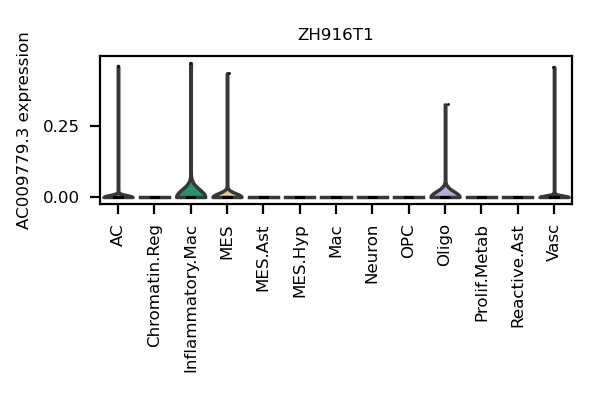 ZH916T1
AC009779.3 expression
0.25
0.00
AC
Chromatin.Reg
Inflammatory.Mac
MES
MES.Ast
MES.Hyp
Mac
Neuron
OPC
Oligo
Prolif.Metab
Reactive.Ast
Vasc